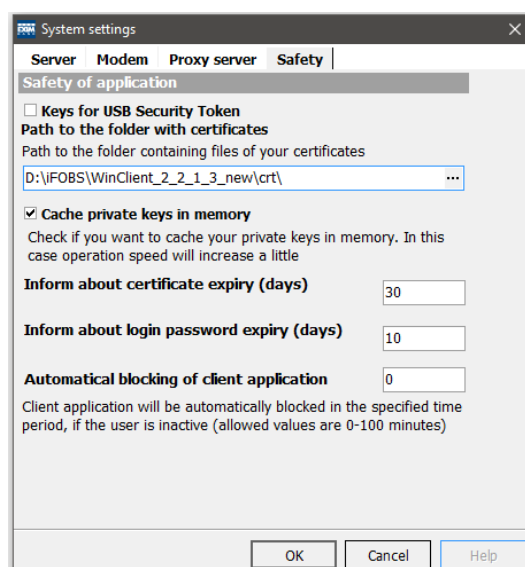 System settings
Server Modem Proxy server Safety
Safety of application
Keys for USB Security Token
Path to the folder with certificates
Path to the folder containing files of your certificates
D:\iFOBS\WinClient_2_2_1_3_new\crt\ ...
Cache private keys in memory
Check if you want to cache your private keys in memory. In this
case operation speed will increase a little
Inform about certificate expiry (days) 30
Inform about login password expiry (days) 10
Automatical blocking of client application 0
Client application will be automatically blocked in the specified time
period, if the user is inactive (allowed values are 0-100 minutes)
OK Cancel Help